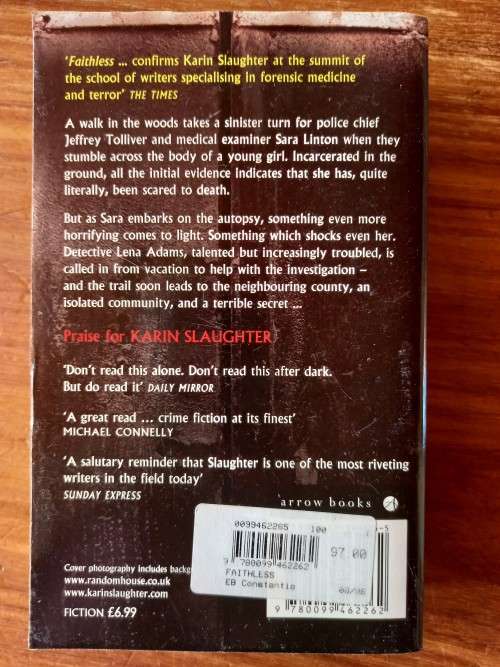 'Faithless ... confirms Karin Slaughter at the summit of
the school of writers specialising in forensic medicine
and terror' THE TIMES
A walk in the woods takes a sinister turn for police chief
Jeffrey Tolliver and medical examiner Sara Linton when they
stumble across the body of a young girl. Incarcerated in the
ground, all the initial evidence indicates that she has, quite
literally, been scared to death.
But as Sara embarks on the autopsy, something even more
horrifying comes to light. Something which shocks even her.
Detective Lena Adams, talented but increasingly troubled, is
called in from vacation to help with the investigation –
and the trail soon leads to the neighbouring county, an
isolated community, and a terrible secret ...
Praise for KARIN SLAUGHTER
'Don't read this alone. Don't read this after dark.
But do read it' DAILY MIRROR
'A great read ... crime fiction at its finest'
MICHAEL CONNELLY
'A salutary reminder that Slaughter is one of the most riveting
writers in the field today'
SUNDAY EXPRESS
arrow books
0099462265 100
97.00
9 780099 462262
FAITHLESS
EB Constantia
-5
9 780099 462262
Cover photography includes
www.randomhouse.co.uk
www.karinslaughter.com
FICTION £6.99